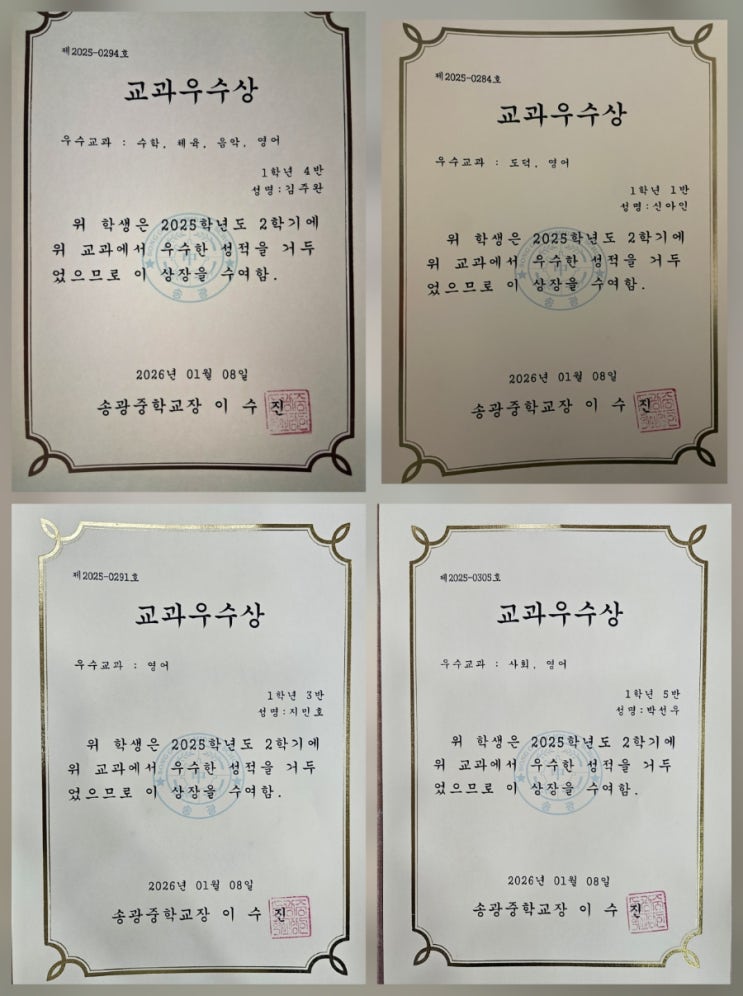 제2025-0294호
교과우수상
우수교과 : 수학, 체육, 음악, 영어
1학년 4반
성명:김주완
위 학생은 2025학년도 2학기에
위 교과에서 우수한 성적을 거두
었으므로 이 상장을 수여함.
송광
2026년 01월 08일
송광중학교장 이 수 진
제2025-0284호
교과우수상
우수교과 : 도덕, 영어
1학년 1반
성명:신아인
위 학생은 2025학년도 2학기에
위 교과에서 우수한 성적을 거두
었으므로 이 상장을 수여함.
송광
2026년 01월 08일
송광중학교장 이 수 진
제2025-0291호
교과우수상
우수교과 : 영어
1학년 3반
성명:지민호
위 학생은 2025학년도 2학기에
위 교과에서 우수한 성적을 거두
었으므로 이 상장을 수여함.
송광
2026년 01월 08일
송광중학교장 이 수 진
제2025-0305호
교과우수상
우수교과 : 사회, 영어
1학년 5반
성명:박선우
위 학생은 2025학년도 2학기에
위 교과에서 우수한 성적을 거두
었으므로 이 상장을 수여함.
송광
2026년 01월 08일
송광중학교장 이 수 진